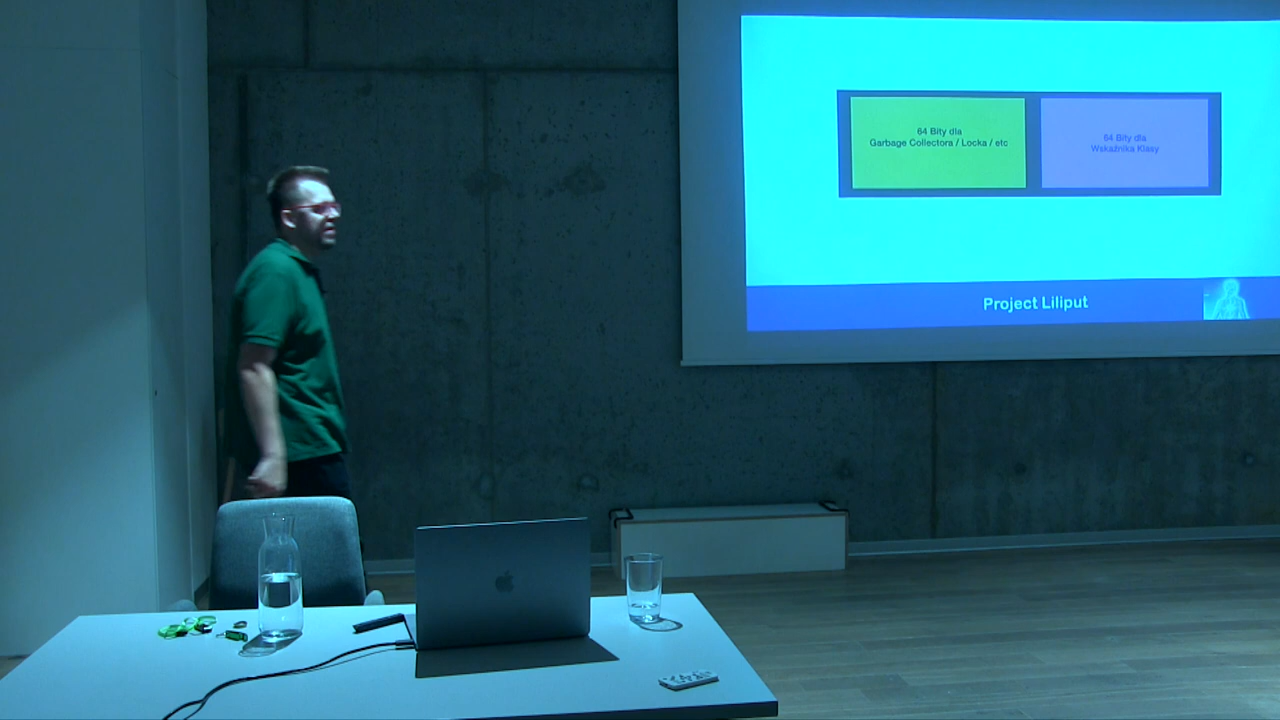 64 Bity dla
Garbage Collectora / Locka / etc
64 Bity dla
Wskaźnika Klasy
Project Liliput